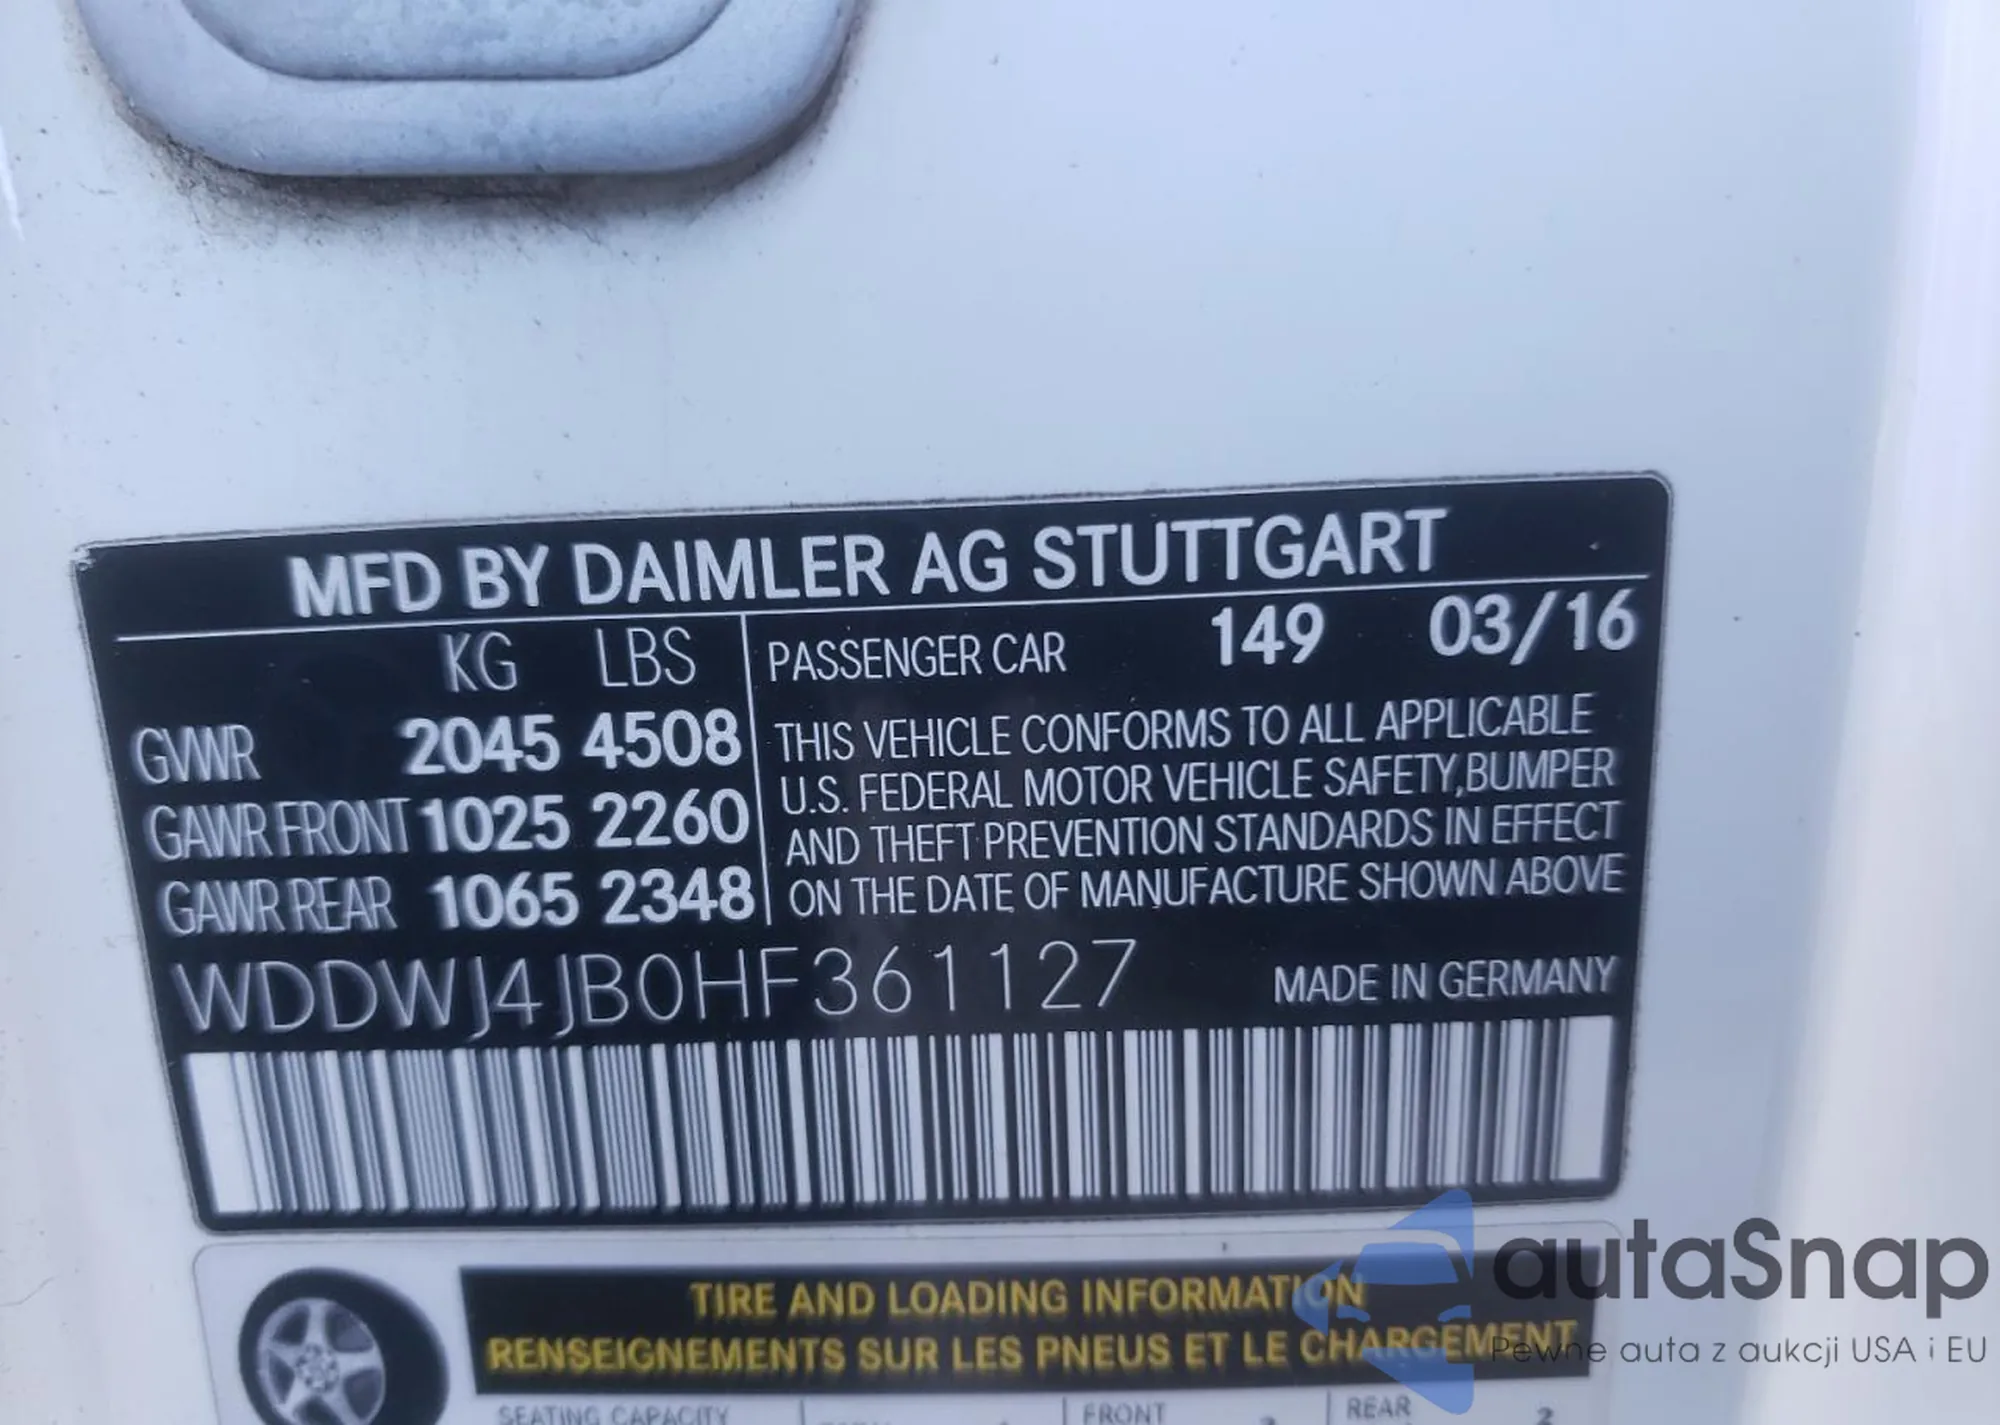 MFD BY DAIMLER AG STUTTGART
KG LBS
PASSENGER CAR 149 03/16
GVWR 2045 4508
GAWR FRONT 1025 2260
GAWR REAR 1065 2348
THIS VEHICLE CONFORMS TO ALL APPLICABLE
U.S. FEDERAL MOTOR VEHICLE SAFETY, BUMPER
AND THEFT PREVENTION STANDARDS IN EFFECT
ON THE DATE OF MANUFACTURE SHOWN ABOVE
WDDWJ4JB0HF361127 MADE IN GERMANY
TIRE AND LOADING INFORMATION
RENSEIGNEMENTS SUR LES PNEUS ET LE CHARGEMENT
SEATING CAPACITY FRONT REAR 2
autaSnap
Pewne auta z aukcji USA i EU